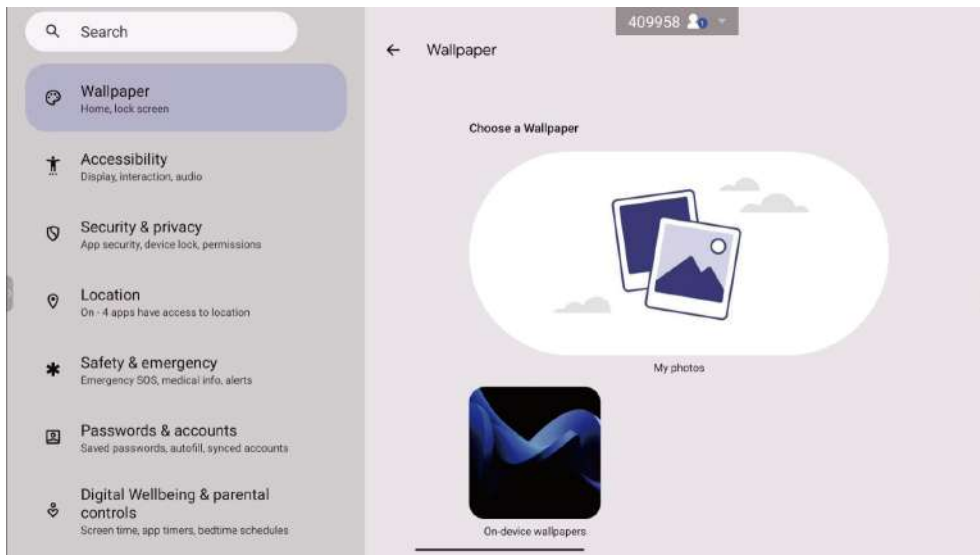 Search
Wallpaper
Home, lock screen
Accessibility
Display, interaction, audio
Security & privacy
App security, device lock, permissions
Location
On - 4 apps have access to location
Safety & emergency
Emergency SOS, medical info, alerts
Passwords & accounts
Saved passwords, autofill, synced accounts
Digital Wellbeing & parental
controls
Screen time, app timers, bedtime schedules
409958
Wallpaper
Choose a Wallpaper
My photos
On-device wallpapers